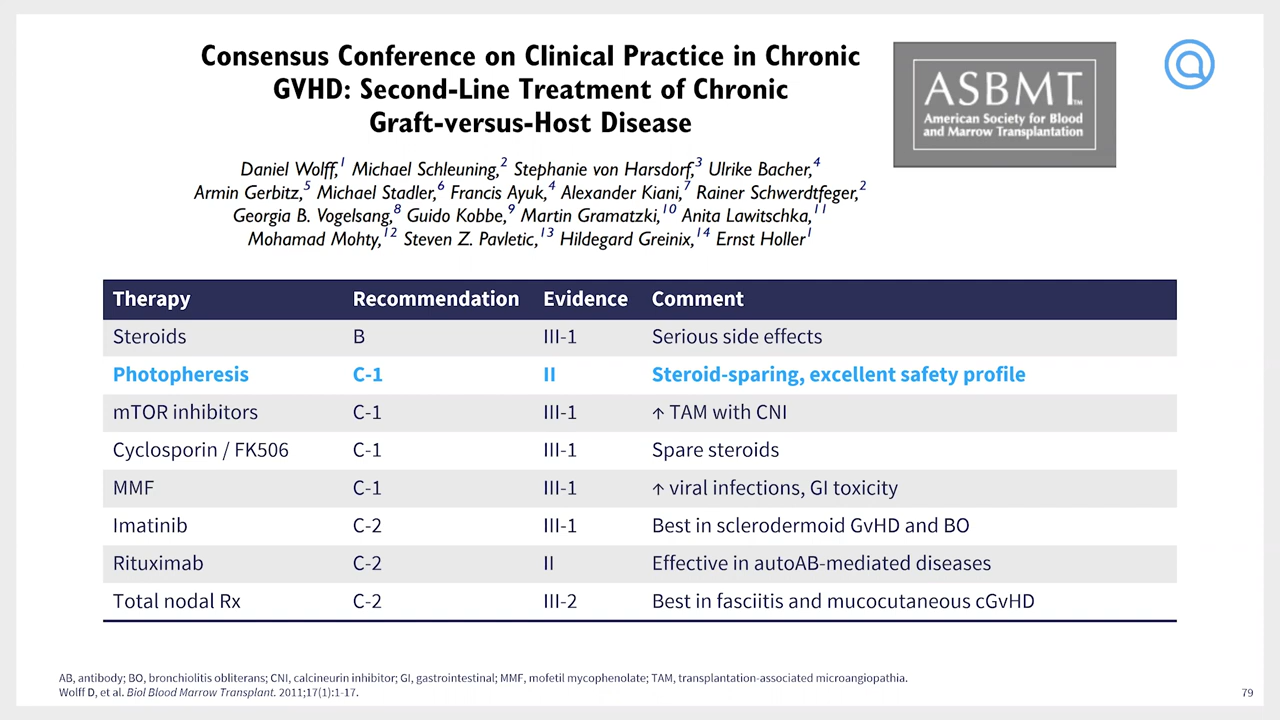 Consensus Conference on Clinical Practice in Chronic
GVHD: Second-Line Treatment of Chronic
Graft-versus-Host Disease
Daniel Wolff,1 Michael Schleuning,2 Stephanie von Harsdorf,3 Ulrike Bacher,4
Armin Gerbitz,5 Michael Stadler,6 Francis Ayuk,4 Alexander Kiani,7 Rainer Schwerdtfeger,2
Georgia B. Vogelsang,8 Guido Kobbe,9 Martin Gramatzki,10 Anita Lawitschka,11
Mohamad Mohty,12 Steven Z. Pavletic,13 Hildegard Greinix,14 Ernst Holler1
ASBMT™
American Society for Blood
and Marrow Transplantation
Therapy Recommendation Evidence Comment
Steroids B III-1 Serious side effects
Photopheresis C-1 II Steroid-sparing, excellent safety profile
mTOR inhibitors C-1 III-1 ↑ TAM with CNI
Cyclosporin / FK506 C-1 III-1 Spare steroids
MMF C-1 III-1 ↑ viral infections, GI toxicity
Imatinib C-2 III-1 Best in sclerodermoid GvHD and BO
Rituximab C-2 II Effective in autoAB-mediated diseases
Total nodal Rx C-2 III-2 Best in fasciitis and mucocutaneous cGvHD
AB, antibody; BO, bronchiolitis obliterans; CNI, calcineurin inhibitor; GI, gastrointestinal; MMF, mofetil mycophenolate; TAM, transplantation-associated microangiopathia.
Wolff D, et al. Biol Blood Marrow Transplant. 2011;17(1):1-17.
79